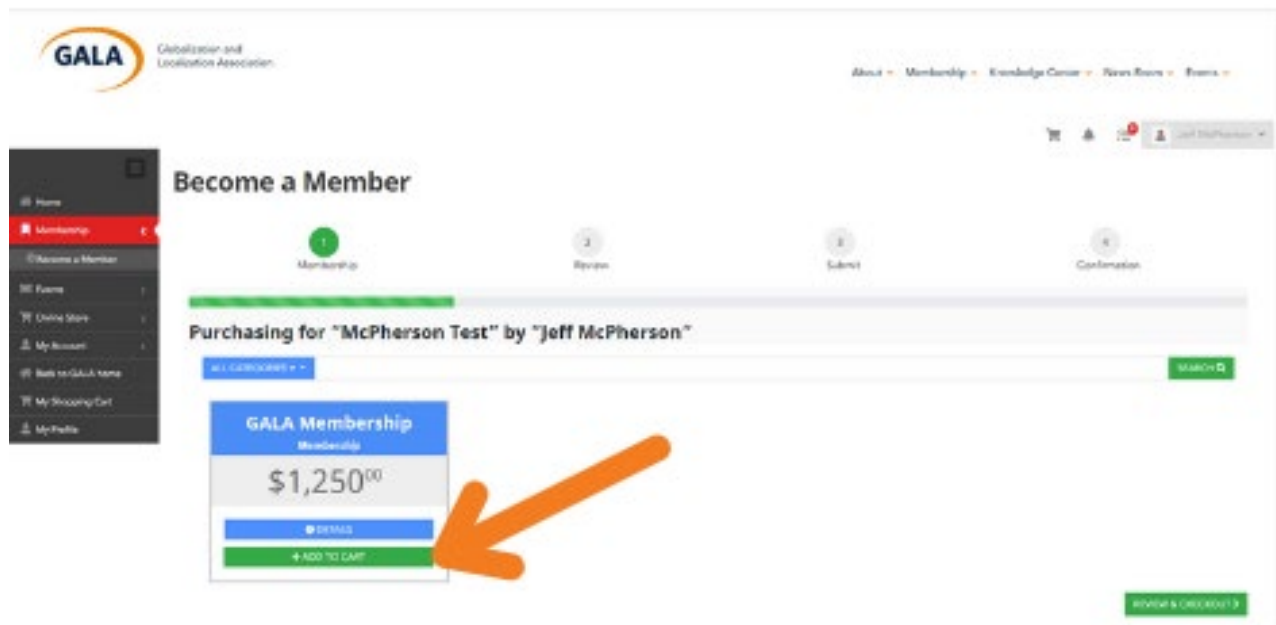 GALA
Globalization and
Localization Association
About Membership Knowledge Center News Room Events
Jeff McPherson
Become a Member
Home
Membership
Become a Member
Events
Online Store
My Account
Back to GALA home
My Shopping Cart
My Profile
1
Membership
2
Review
3
Submit
4
Confirmation
Purchasing for "McPherson Test" by "Jeff McPherson"
ALL CATEGORIES
SEARCH
GALA Membership
Membership
$1,250⁰⁰
DETAILS
+ ADD TO CART
REVIEW & CHECKOUT